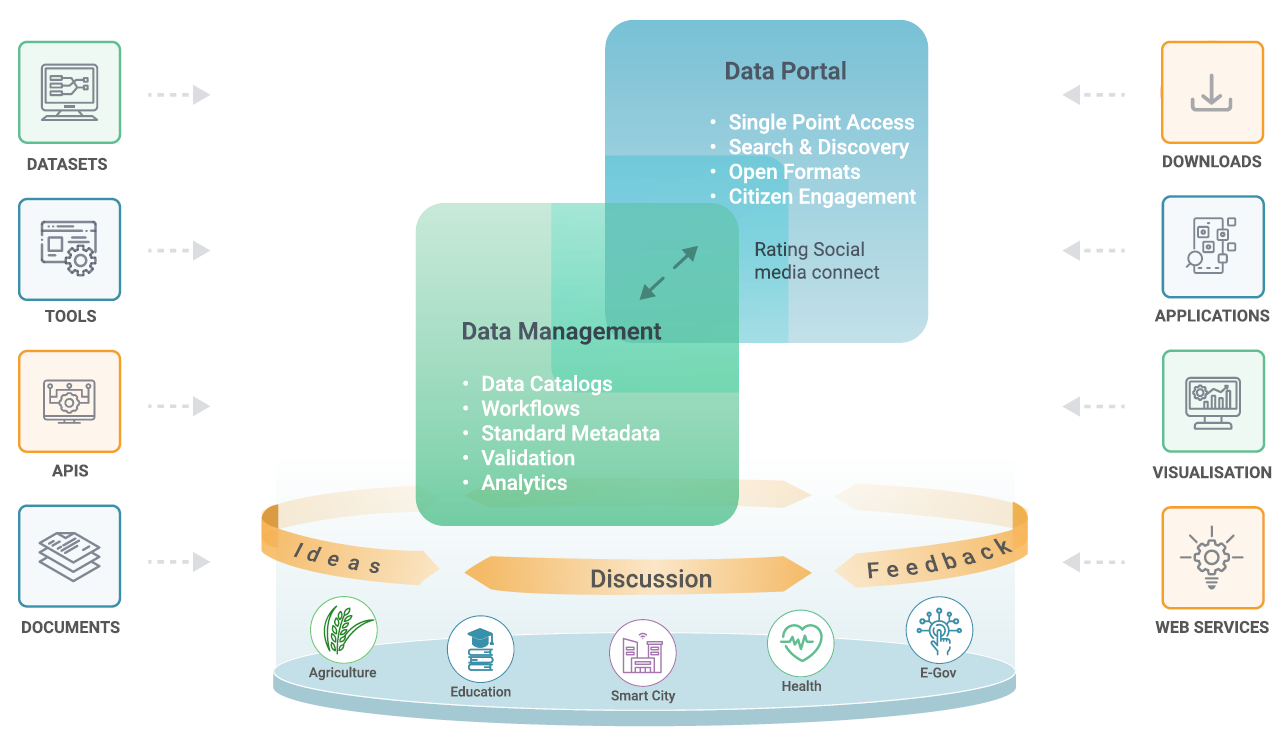 DATASETS
TOOLS
APIS
DOCUMENTS
Data Portal
• Single Point Access
• Search & Discovery
• Open Formats
• Citizen Engagement
Rating Social
media connect
Data Management
• Data Catalogs
• Workflows
• Standard Metadata
• Validation
• Analytics
Ideas
Discussion
Feedback
Agriculture
Education
Smart City
Health
E-Gov
DOWNLOADS
APPLICATIONS
VISUALISATION
WEB SERVICES